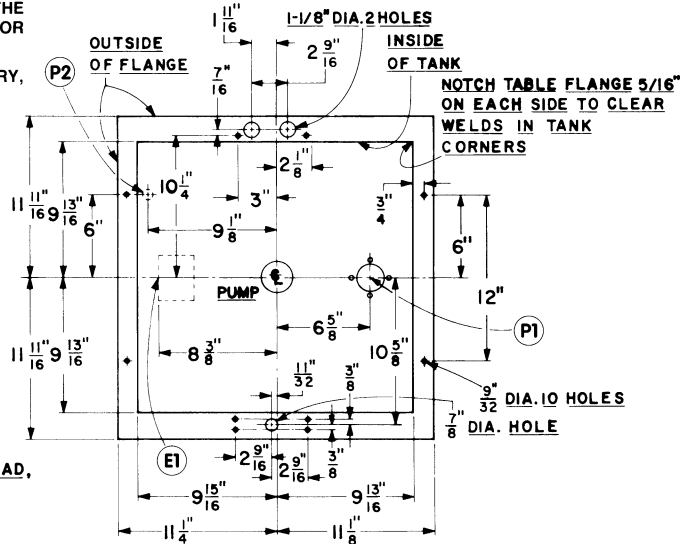 THE
OR
RY,
1 11/16"
1-1/8" DIA. 2 HOLES
2 9/16"
INSIDE
OF TANK
OUTSIDE
OF FLANGE
P2
7/16"
NOTCH TABLE FLANGE 5/16"
ON EACH SIDE TO CLEAR
WELDS IN TANK
CORNERS
10 1/4"
2 1/8"
3"
3/4"
11 11/16"
9 13/16"
6"
9 1/8"
6"
12"
PUMP
℄
6 5/8"
P1
11 11/16"
9 13/16"
8 3/8"
10 5/8"
11/32"
3/8"
9/32" DIA. 10 HOLES
7/8" DIA. HOLE
E1
2 9/16"
2 9/16"
3/8"
AD,
9 15/16"
9 13/16"
11 1/4"
11 1/8"